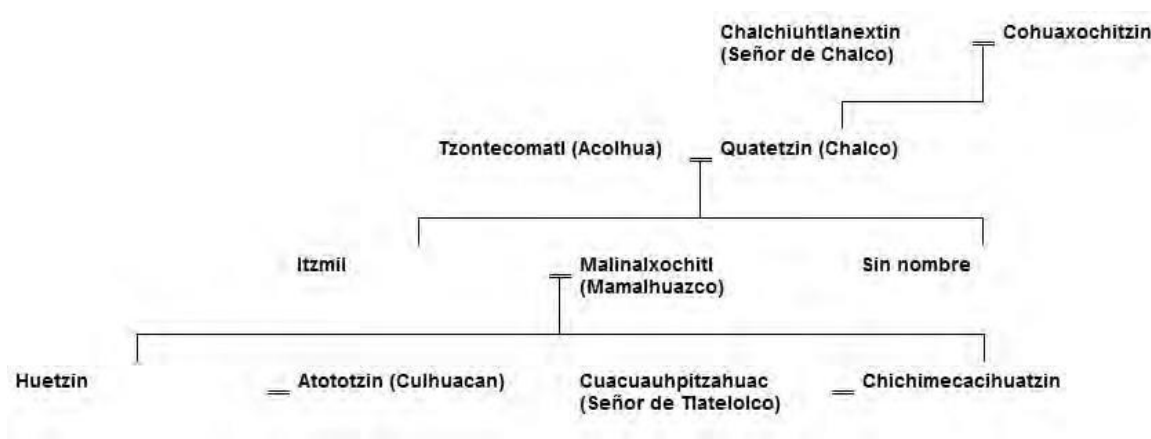 Chalchiuhtlanextin
(Señor de Chalco)
Cohuaxochitzin
Tzontecomatl (Acolhua)
Quatetzin (Chalco)
Itzmil
Malinalxochitl
(Mamalhuazco)
Sin nombre
Huetzin
Atototzin (Culhuacan)
Cuacuauhpitzahuac
(Señor de Tlatelolco)
Chichimecacihuatzin